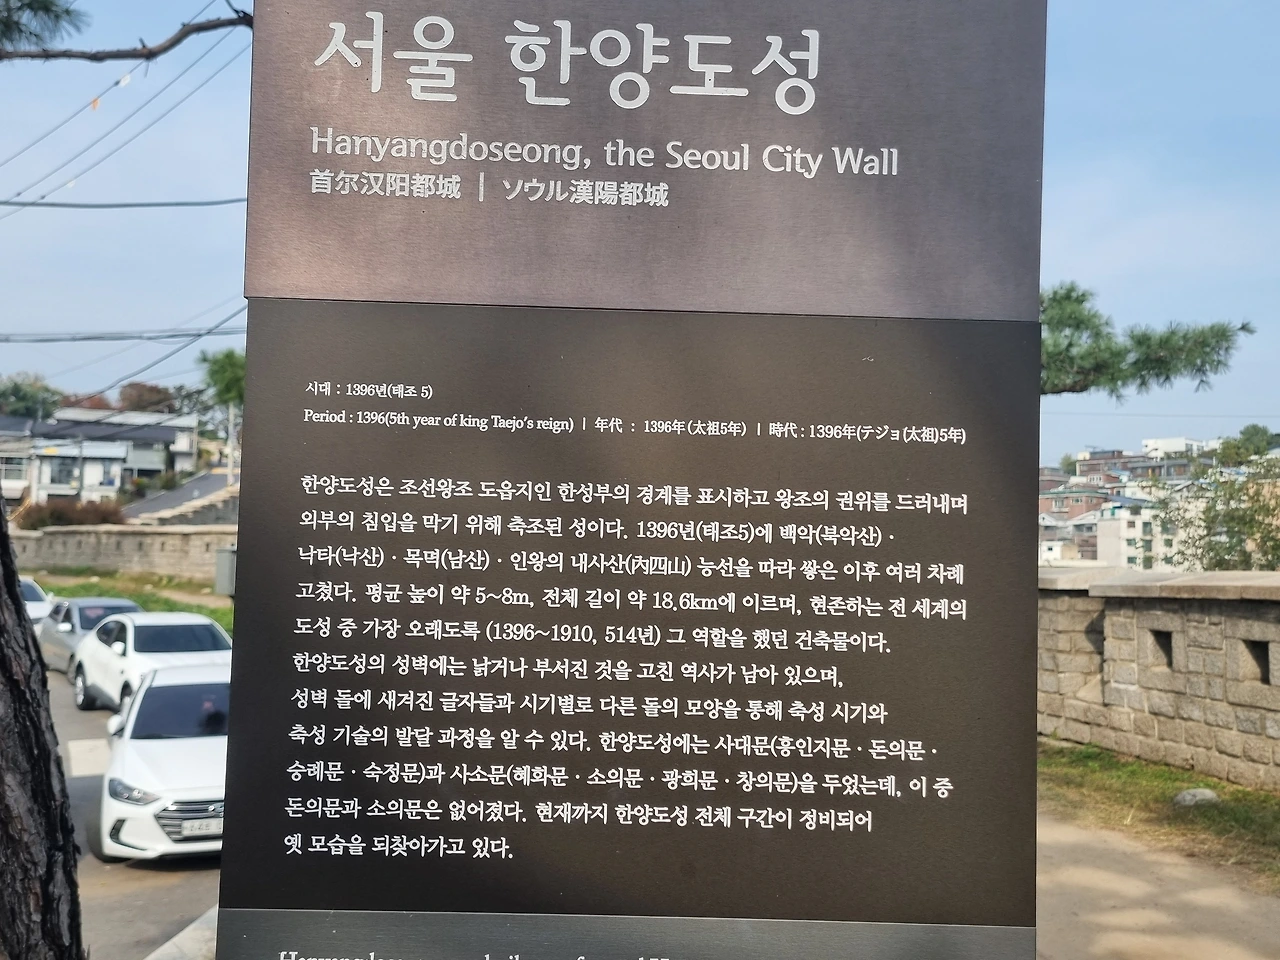 서울 한양도성
Hanyangdoseong, the Seoul City Wall
首尔汉阳都城 | ソウル漢陽都城
시대 : 1396년(태조 5)
Period : 1396(5th year of king Taejo's reign) | 年代 : 1396年(太祖5年) | 時代 : 1396年(テジョ(太祖)5年)
한양도성은 조선왕조 도읍지인 한성부의 경계를 표시하고 왕조의 권위를 드러내며
외부의 침입을 막기 위해 축조된 성이다. 1396년(태조5)에 백악(북악산) ·
낙타(낙산) · 목멱(남산) · 인왕의 내사산(內四山) 능선을 따라 쌓은 이후 여러 차례
고쳤다. 평균 높이 약 5~8m, 전체 길이 약 18.6km에 이르며, 현존하는 전 세계의
도성 중 가장 오래도록 (1396~1910, 514년) 그 역할을 했던 건축물이다.
한양도성의 성벽에는 낡거나 부서진 것을 고친 역사가 남아 있으며,
성벽 돌에 새겨진 글자들과 시기별로 다른 돌의 모양을 통해 축성 시기와
축성 기술의 발달 과정을 알 수 있다. 한양도성에는 사대문(흥인지문 · 돈의문 ·
숭례문 · 숙정문)과 사소문(혜화문 · 소의문 · 광희문 · 창의문)을 두었는데, 이 중
돈의문과 소의문은 없어졌다. 현재까지 한양도성 전체 구간이 정비되어
옛 모습을 되찾아가고 있다.